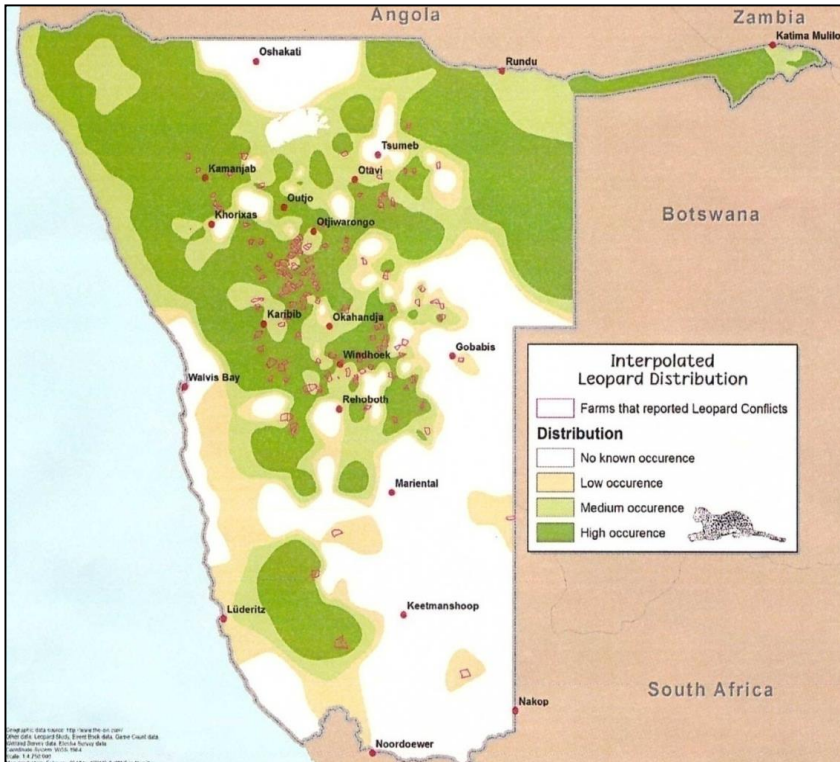 Angola
Zambia
Katima Mulilo
Oshakati
Rundu
Tsumeb
Kamanjab
Otavi
Outjo
Khorixas
Otjiwarongo
Botswana
Karibib
Okahandja
Gobabis
Windhoek
Walvis Bay
Rehoboth
Interpolated
Leopard Distribution
Farms that reported Leopard Conflicts
Distribution
No known occurence
Low occurence
Medium occurence
High occurence
Mariental
Lüderitz
Keetmanshoop
South Africa
Nakop
Noordoewer